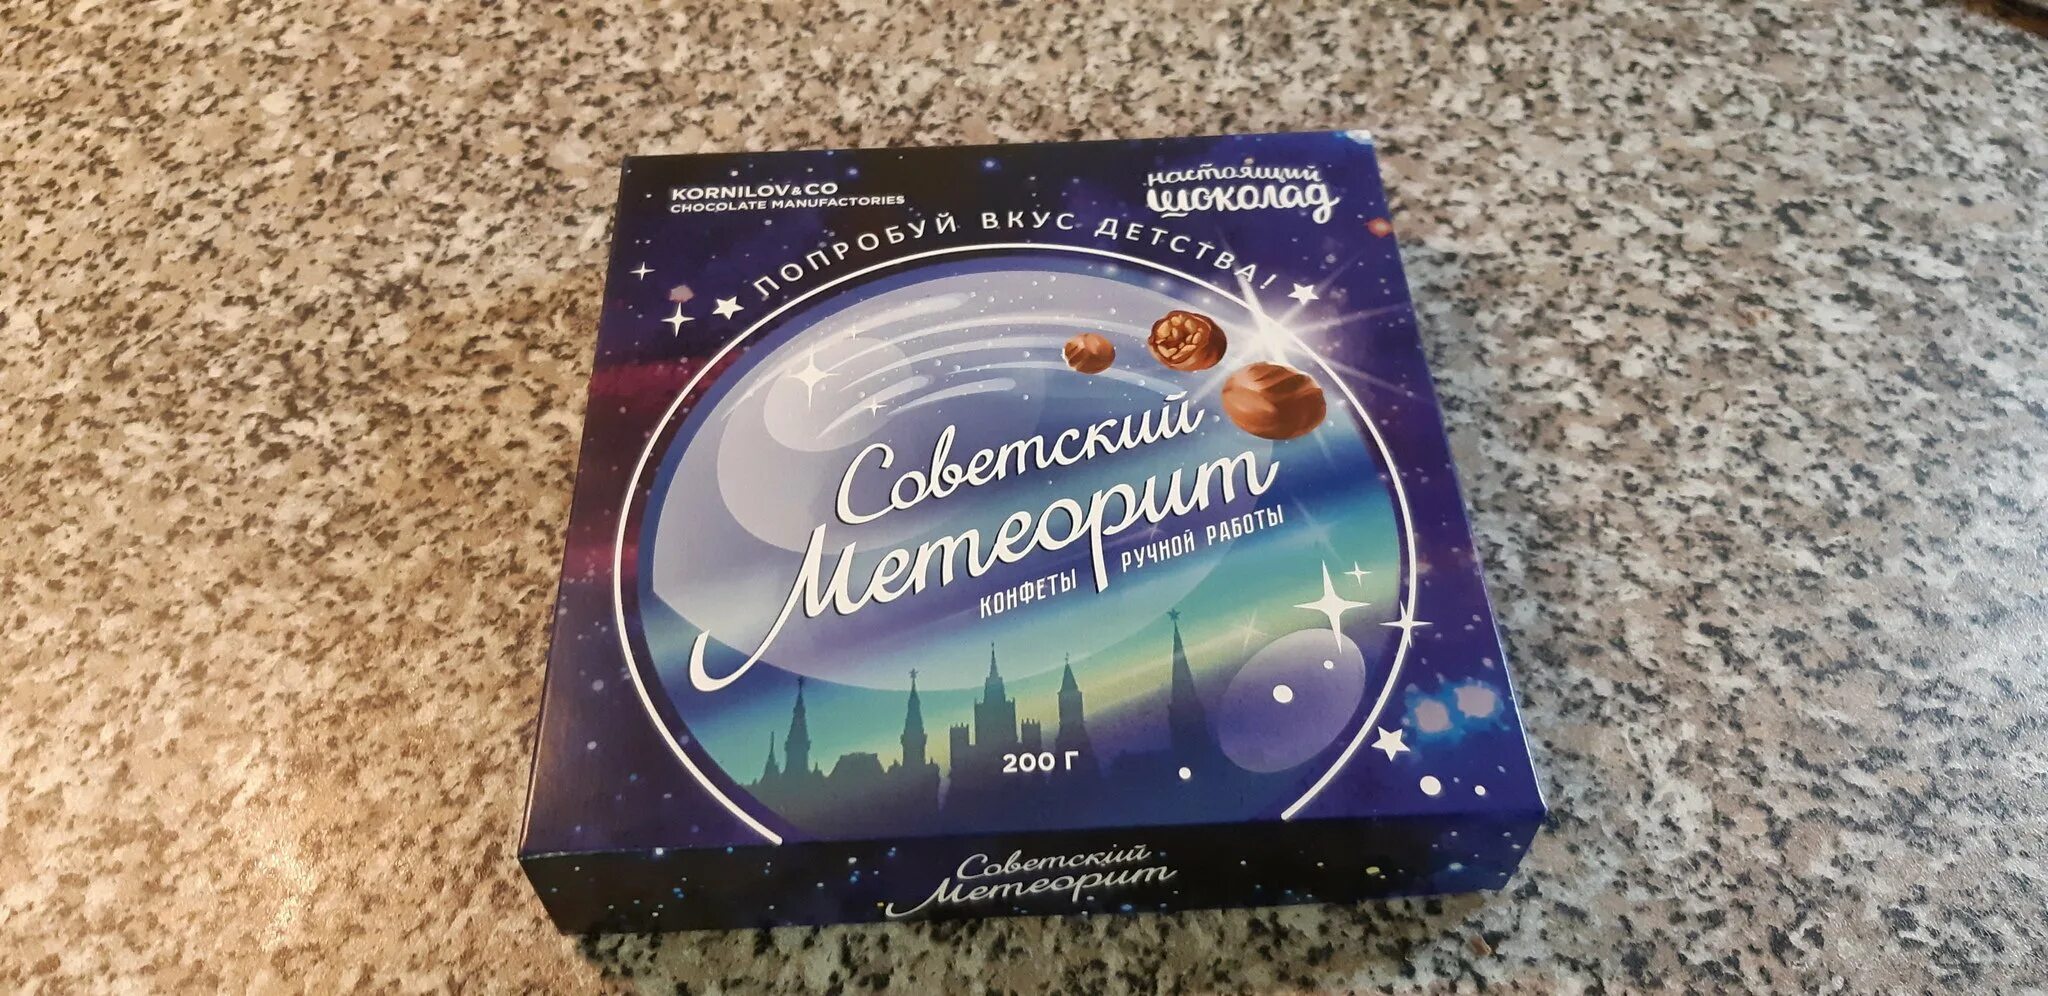 KORNILOV & CO
CHOCOLATE MANUFACTORIES
настоящий
шоколад
ПОПРОБУЙ ВКУС ДЕТСТВА!
Советский
Метеорит
КОНФЕТЫ РУЧНОЙ РАБОТЫ
200 Г
Советский
Метеорит